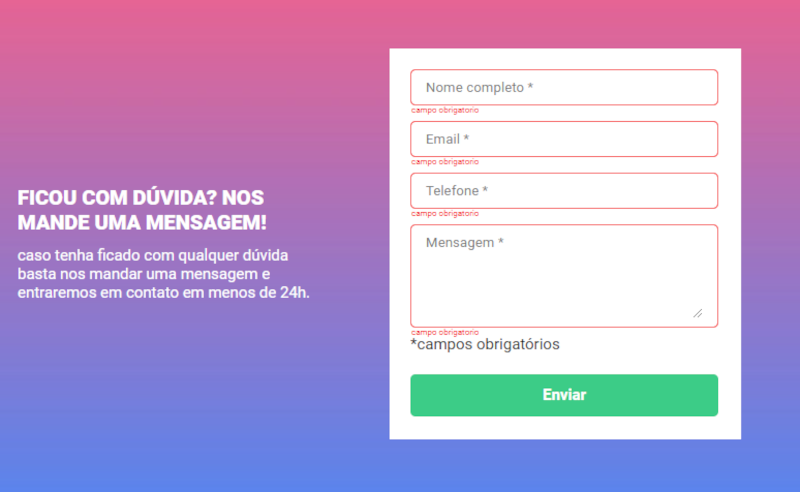 FICOU COM DÚVIDA? NOS
MANDE UMA MENSAGEM!
caso tenha ficado com qualquer dúvida
basta nos mandar uma mensagem e
entraremos em contato em menos de 24h.
Nome completo *
campo obrigatorio
Email *
campo obrigatorio
Telefone *
campo obrigatorio
Mensagem *
campo obrigatorio
*campos obrigatórios
Enviar